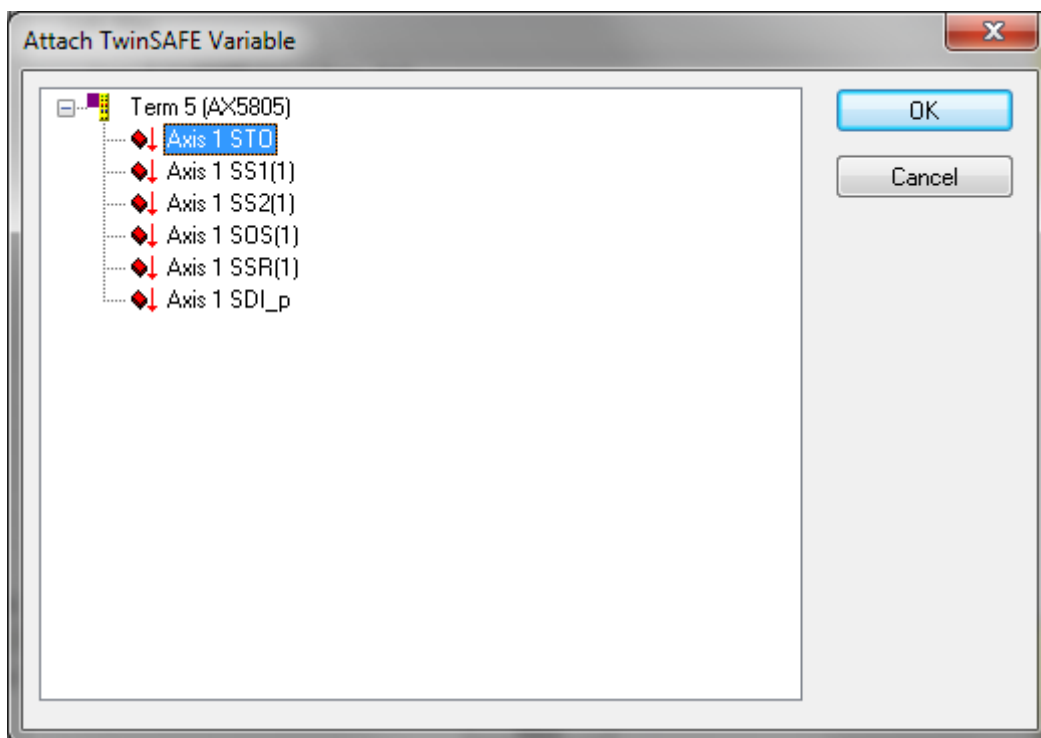 Attach TwinSAFE Variable
Term 5 (AX5805)
Axis 1 STO
Axis 1 SS1(1)
Axis 1 SS2(1)
Axis 1 SOS(1)
Axis 1 SSR(1)
Axis 1 SDI_p
OK
Cancel